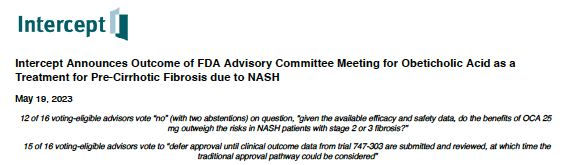 Intercept
Intercept Announces Outcome of FDA Advisory Committee Meeting for Obeticholic Acid as a
Treatment for Pre-Cirrhotic Fibrosis due to NASH
May 19, 2023
12 of 16 voting-eligible advisors vote “no” (with two abstentions) on question, “given the available efficacy and safety data, do the benefits of OCA 25
mg outweigh the risks in NASH patients with stage 2 or 3 fibrosis?”
15 of 16 voting-eligible advisors vote to “defer approval until clinical outcome data from trial 747-303 are submitted and reviewed, at which time the
traditional approval pathway could be considered”